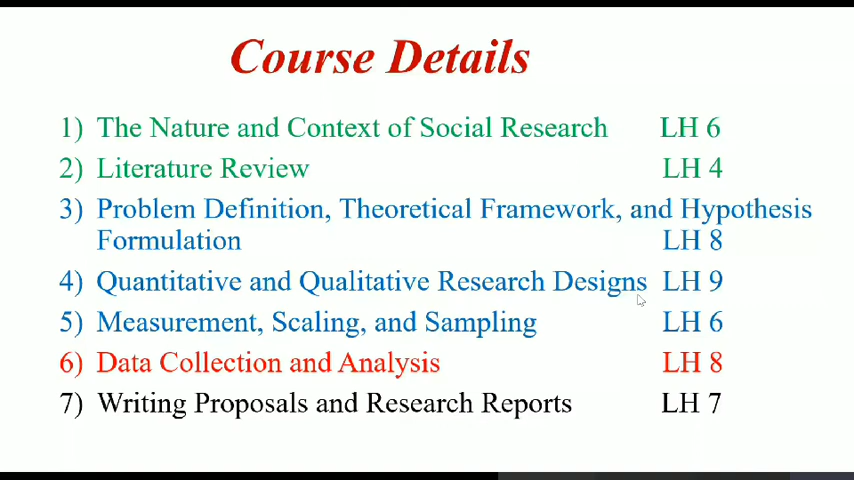 Course Details
1) The Nature and Context of Social Research LH 6
2) Literature Review LH 4
3) Problem Definition, Theoretical Framework, and Hypothesis
Formulation LH 8
4) Quantitative and Qualitative Research Designs LH 9
5) Measurement, Scaling, and Sampling LH 6
6) Data Collection and Analysis LH 8
7) Writing Proposals and Research Reports LH 7